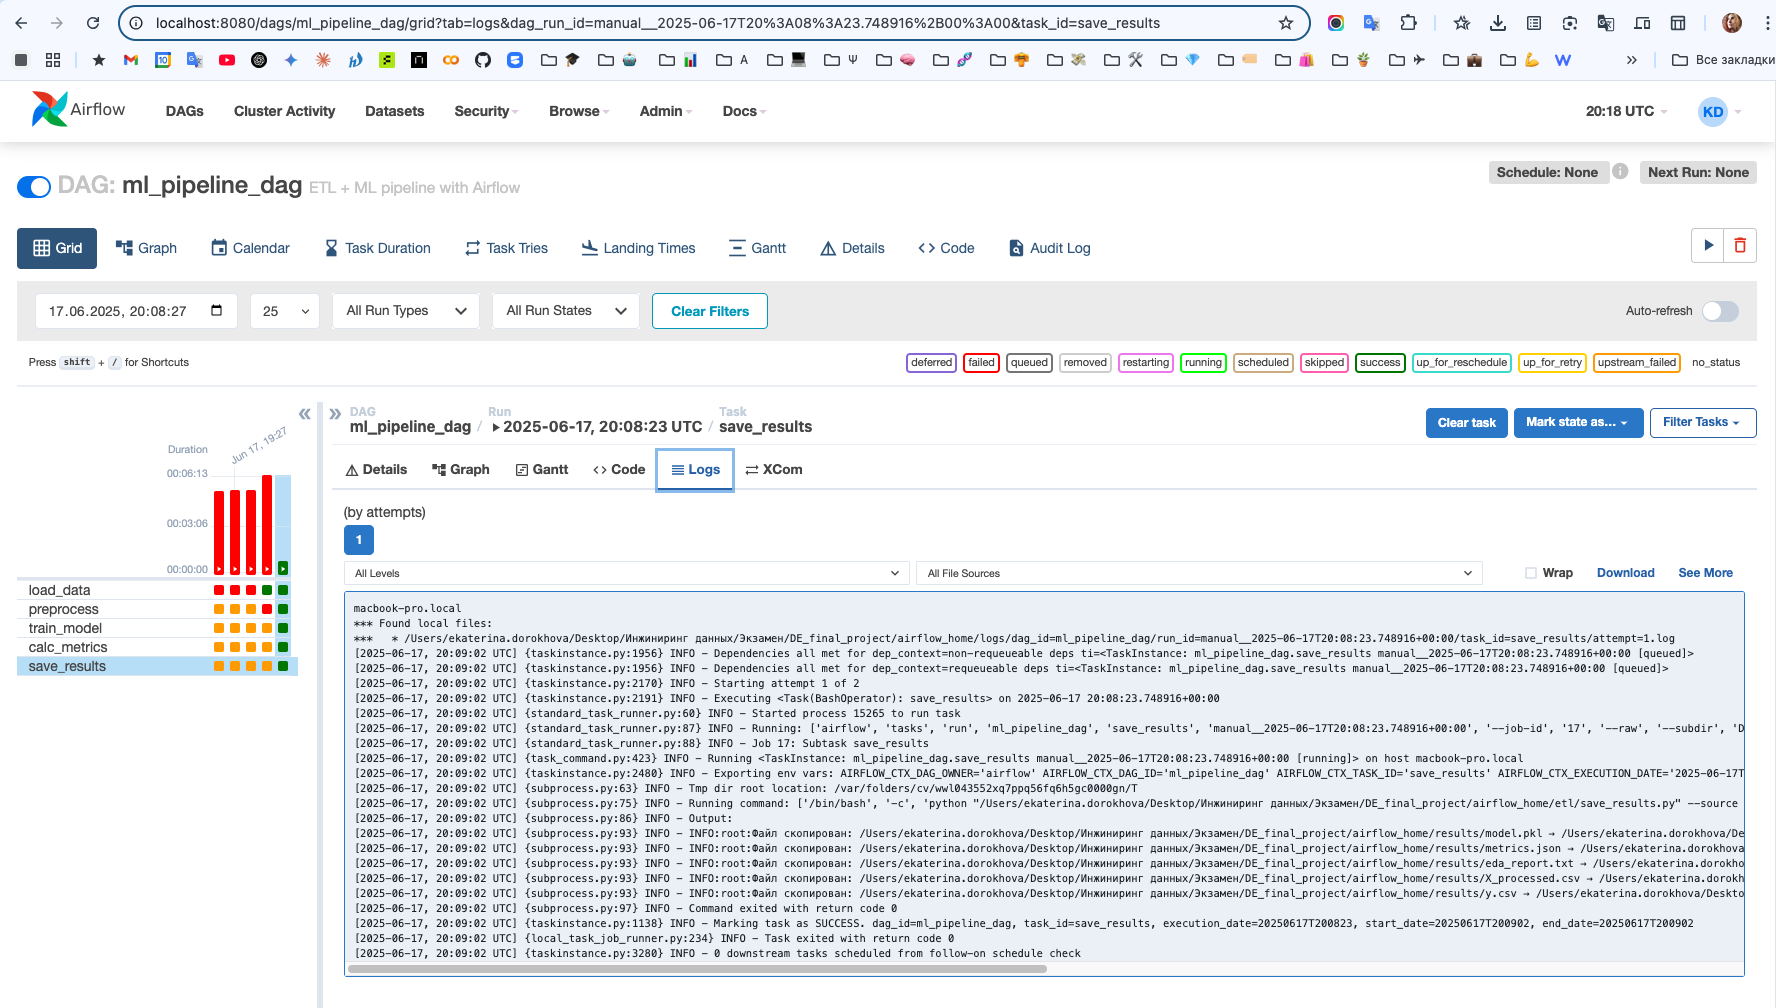 localhost:8080/dags/ml_pipeline_dag/grid?tab=logs&dag_run_id=manual__2025-06-17T20%3A08%3A23.748916%2B00%3A00&task_id=save_results
10
A
Ψ
W
Все закладки
Airflow DAGs Cluster Activity Datasets Security Browse Admin Docs 20:18 UTC KD
DAG: ml_pipeline_dag ETL + ML pipeline with Airflow
Schedule: None Next Run: None
Grid Graph Calendar Task Duration Task Tries Landing Times Gantt Details Code Audit Log
17.06.2025, 20:08:27 25 All Run Types All Run States Clear Filters Auto-refresh
Press shift + / for Shortcuts
deferred failed queued removed restarting running scheduled skipped success up_for_reschedule up_for_retry upstream_failed no_status
Duration
Jun 17, 19:27
00:06:13
00:03:06
00:00:00
load_data
preprocess
train_model
calc_metrics
save_results
DAG Run Task
ml_pipeline_dag / 2025-06-17, 20:08:23 UTC / save_results
Clear task Mark state as... Filter Tasks
Details Graph Gantt Code Logs XCom
(by attempts)
1
All Levels All File Sources Wrap Download See More
macbook-pro.local
*** Found local files:
***   * /Users/ekaterina.dorokhova/Desktop/Инжиниринг данных/Экзамен/DE_final_project/airflow_home/logs/dag_id=ml_pipeline_dag/run_id=manual__2025-06-17T20:08:23.748916+00:00/task_id=save_results/attempt=1.log
[2025-06-17, 20:09:02 UTC] {taskinstance.py:1956} INFO - Dependencies all met for dep_context=non-requeueable deps ti=<TaskInstance: ml_pipeline_dag.save_results manual__2025-06-17T20:08:23.748916+00:00 [queued]>
[2025-06-17, 20:09:02 UTC] {taskinstance.py:1956} INFO - Dependencies all met for dep_context=requeueable deps ti=<TaskInstance: ml_pipeline_dag.save_results manual__2025-06-17T20:08:23.748916+00:00 [queued]>
[2025-06-17, 20:09:02 UTC] {taskinstance.py:2170} INFO - Starting attempt 1 of 2
[2025-06-17, 20:09:02 UTC] {taskinstance.py:2191} INFO - Executing <Task(BashOperator): save_results> on 2025-06-17 20:08:23.748916+00:00
[2025-06-17, 20:09:02 UTC] {standard_task_runner.py:60} INFO - Started process 15265 to run task
[2025-06-17, 20:09:02 UTC] {standard_task_runner.py:87} INFO - Running: ['airflow', 'tasks', 'run', 'ml_pipeline_dag', 'save_results', 'manual__2025-06-17T20:08:23.748916+00:00', '--job-id', '17', '--raw', '--subdir', 'D
[2025-06-17, 20:09:02 UTC] {standard_task_runner.py:88} INFO - Job 17: Subtask save_results
[2025-06-17, 20:09:02 UTC] {task_command.py:423} INFO - Running <TaskInstance: ml_pipeline_dag.save_results manual__2025-06-17T20:08:23.748916+00:00 [running]> on host macbook-pro.local
[2025-06-17, 20:09:02 UTC] {taskinstance.py:2480} INFO - Exporting env vars: AIRFLOW_CTX_DAG_OWNER='airflow' AIRFLOW_CTX_DAG_ID='ml_pipeline_dag' AIRFLOW_CTX_TASK_ID='save_results' AIRFLOW_CTX_EXECUTION_DATE='2025-06-17T
[2025-06-17, 20:09:02 UTC] {subprocess.py:63} INFO - Tmp dir root location: /var/folders/cv/wwl043552xq7ppq56fq6h5gc0000gn/T
[2025-06-17, 20:09:02 UTC] {subprocess.py:75} INFO - Running command: ['/bin/bash', '-c', 'python "/Users/ekaterina.dorokhova/Desktop/Инжиниринг данных/Экзамен/DE_final_project/airflow_home/etl/save_results.py" --source
[2025-06-17, 20:09:02 UTC] {subprocess.py:86} INFO - Output:
[2025-06-17, 20:09:02 UTC] {subprocess.py:93} INFO - INFO:root:Файл скопирован: /Users/ekaterina.dorokhova/Desktop/Инжиниринг данных/Экзамен/DE_final_project/airflow_home/results/model.pkl → /Users/ekaterina.dorokhova/De
[2025-06-17, 20:09:02 UTC] {subprocess.py:93} INFO - INFO:root:Файл скопирован: /Users/ekaterina.dorokhova/Desktop/Инжиниринг данных/Экзамен/DE_final_project/airflow_home/results/metrics.json → /Users/ekaterina.dorokhova
[2025-06-17, 20:09:02 UTC] {subprocess.py:93} INFO - INFO:root:Файл скопирован: /Users/ekaterina.dorokhova/Desktop/Инжиниринг данных/Экзамен/DE_final_project/airflow_home/results/eda_report.txt → /Users/ekaterina.dorokho
[2025-06-17, 20:09:02 UTC] {subprocess.py:93} INFO - INFO:root:Файл скопирован: /Users/ekaterina.dorokhova/Desktop/Инжиниринг данных/Экзамен/DE_final_project/airflow_home/results/X_processed.csv → /Users/ekaterina.dorokh
[2025-06-17, 20:09:02 UTC] {subprocess.py:93} INFO - INFO:root:Файл скопирован: /Users/ekaterina.dorokhova/Desktop/Инжиниринг данных/Экзамен/DE_final_project/airflow_home/results/y.csv → /Users/ekaterina.dorokhova/Deskto
[2025-06-17, 20:09:02 UTC] {subprocess.py:97} INFO - Command exited with return code 0
[2025-06-17, 20:09:02 UTC] {taskinstance.py:1138} INFO - Marking task as SUCCESS. dag_id=ml_pipeline_dag, task_id=save_results, execution_date=20250617T200823, start_date=20250617T200902, end_date=20250617T200902
[2025-06-17, 20:09:02 UTC] {local_task_job_runner.py:234} INFO - Task exited with return code 0
[2025-06-17, 20:09:02 UTC] {taskinstance.py:3280} INFO - 0 downstream tasks scheduled from follow-on schedule check